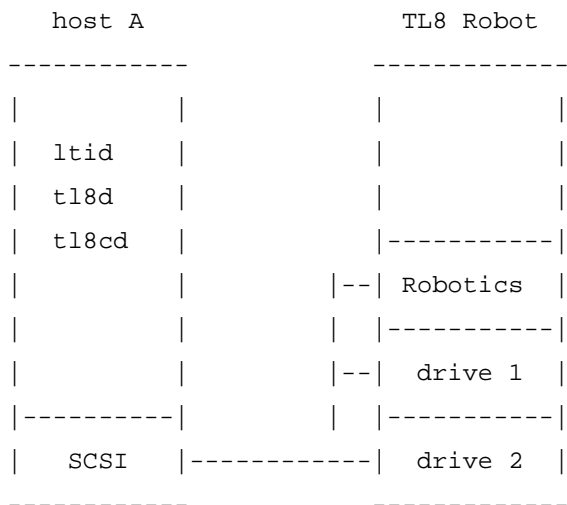 host A TL8 Robot
ltid
tl8d
tl8cd
Robotics
drive 1
SCSI drive 2